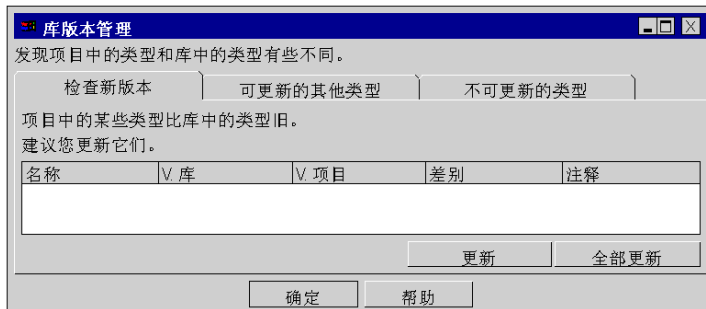 库版本管理
发现项目中的类型和库中的类型有些不同。
检查新版本 可更新的其他类型 不可更新的类型
项目中的某些类型比库中的类型旧。
建议您更新它们。
名称 V. 库 V. 项目 差别 注释
更新 全部更新
确定 帮助